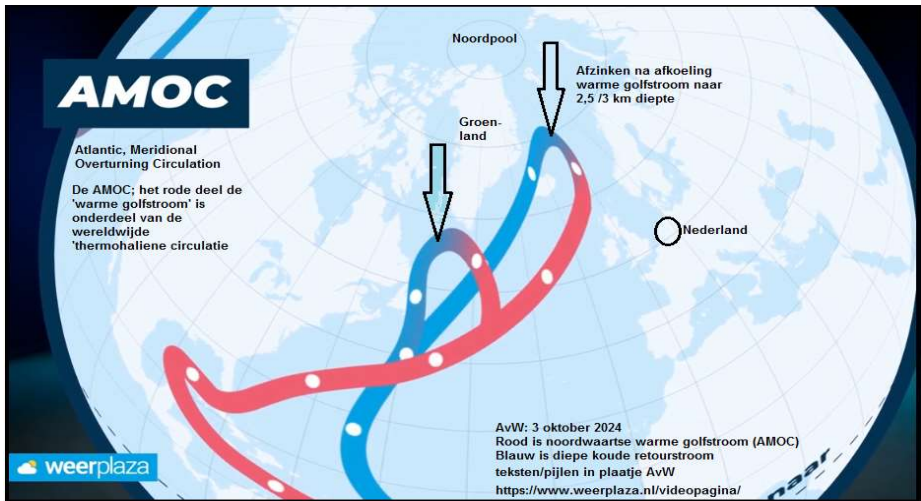 AMOC
Atlantic, Meridional
Overturning Circulation
De AMOC; het rode deel de
'warme golfstroom' is
onderdeel van de
wereldwijde
'thermohaliene circulatie
Noordpool
Afzinken na afkoeling
warme golfstroom naar
2,5 /3 km diepte
Groen-
land
Nederland
AvW: 3 oktober 2024
Rood is noordwaartse warme golfstroom (AMOC)
Blauw is diepe koude retourstroom
teksten/pijlen in plaatje AvW
https://www.weerplaza.nl/videopagina/
weerplaza
naar